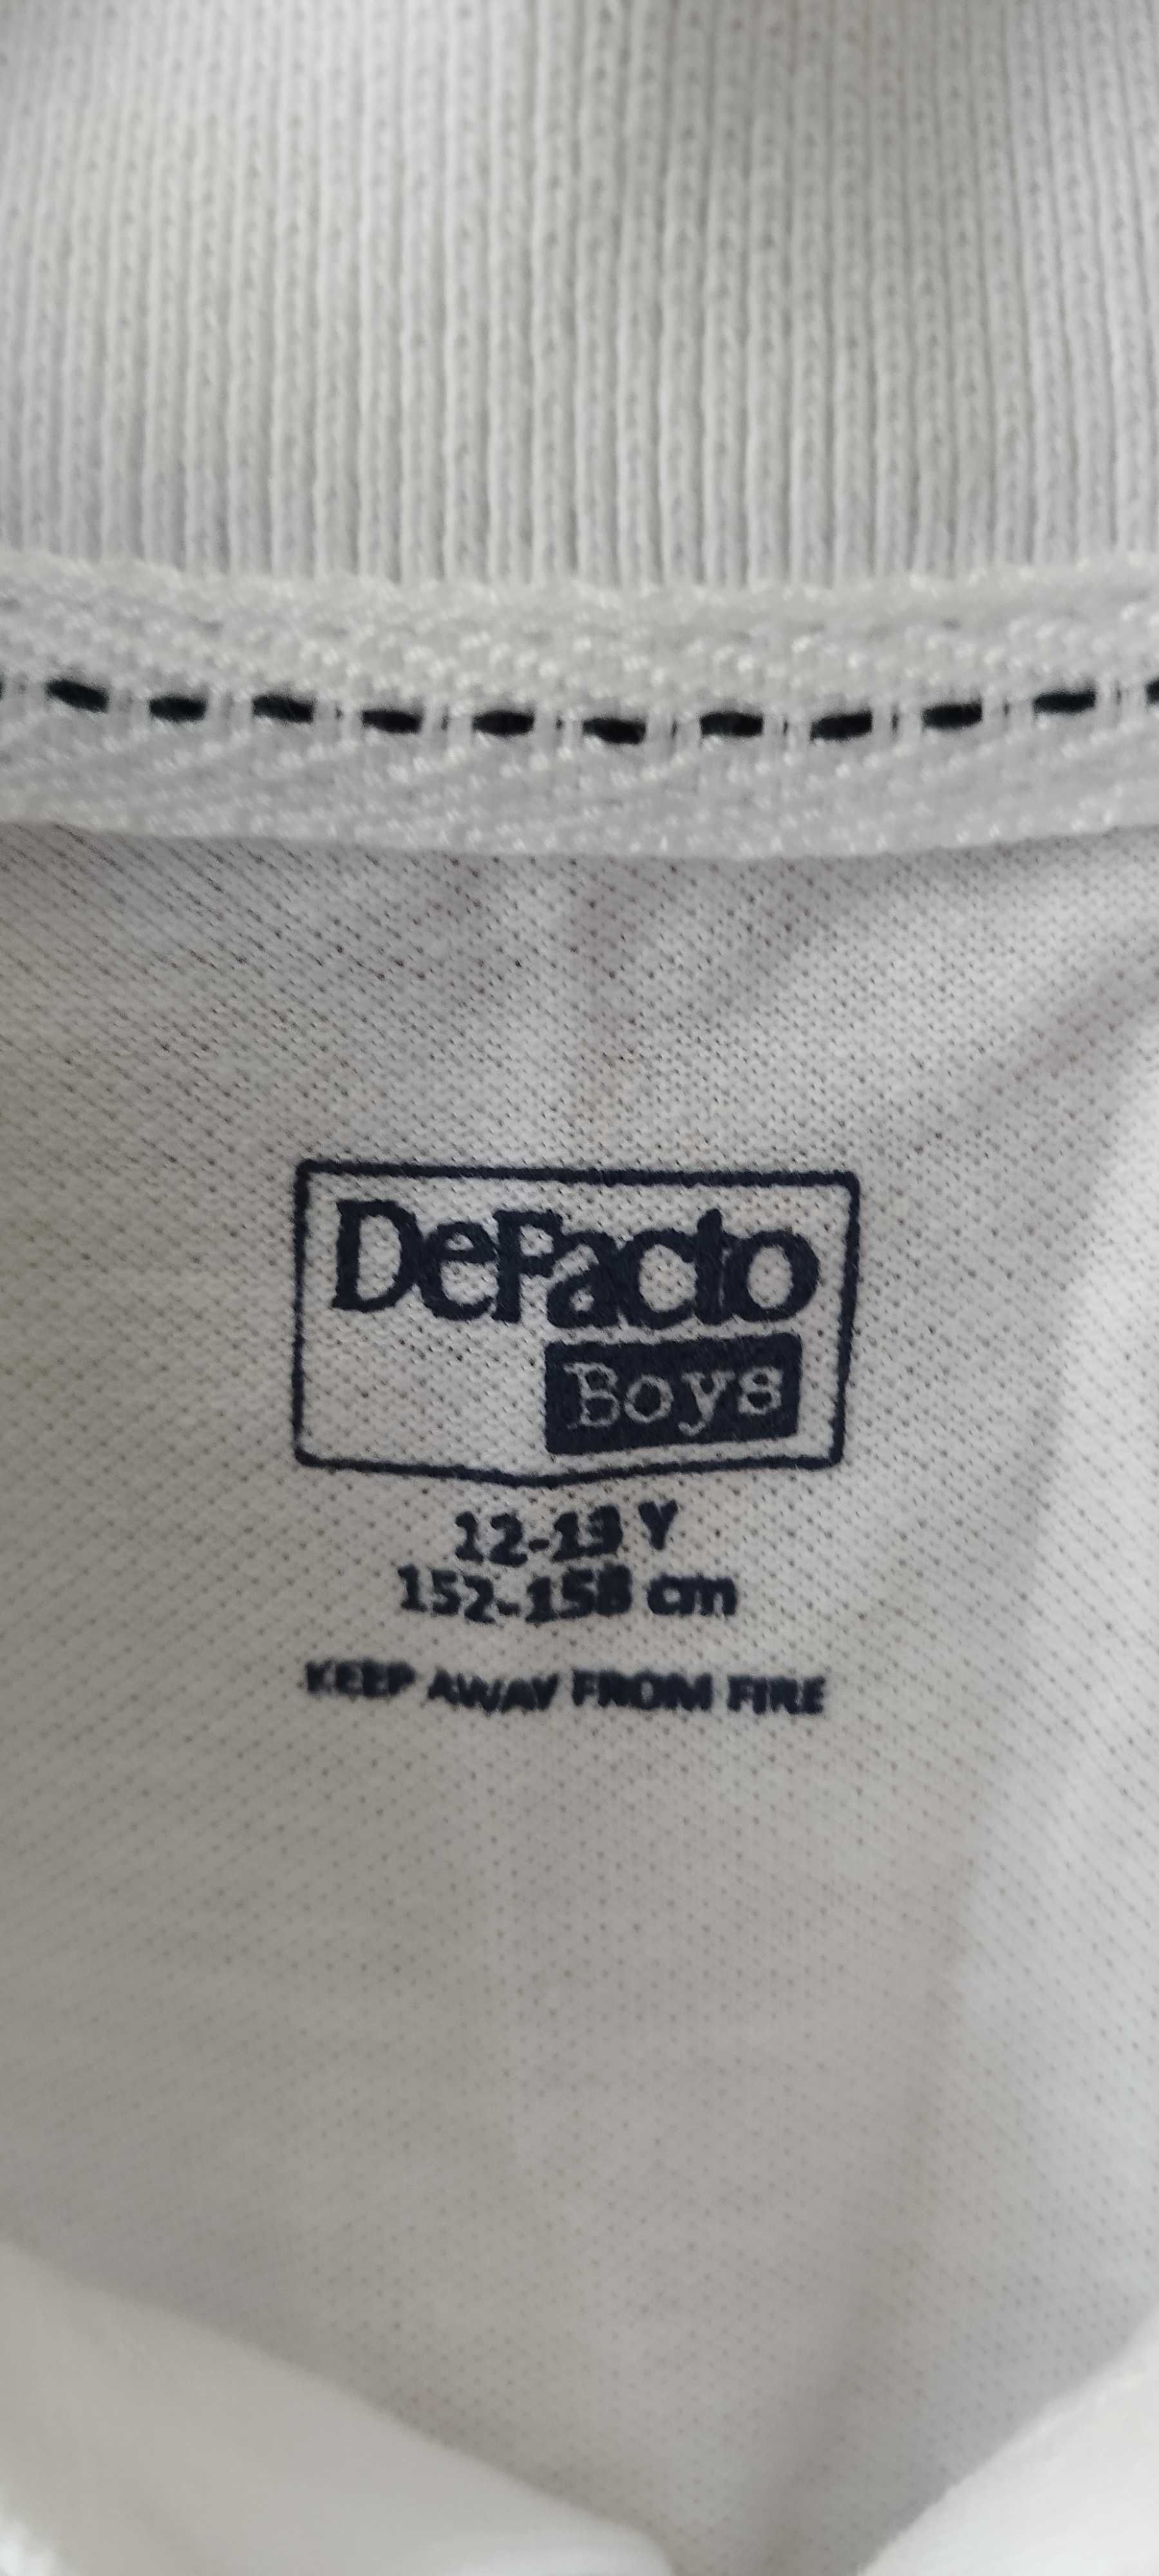 DeFacto
Boys
12-13 Y
152-158 cm
KEEP AWAY FROM FIRE